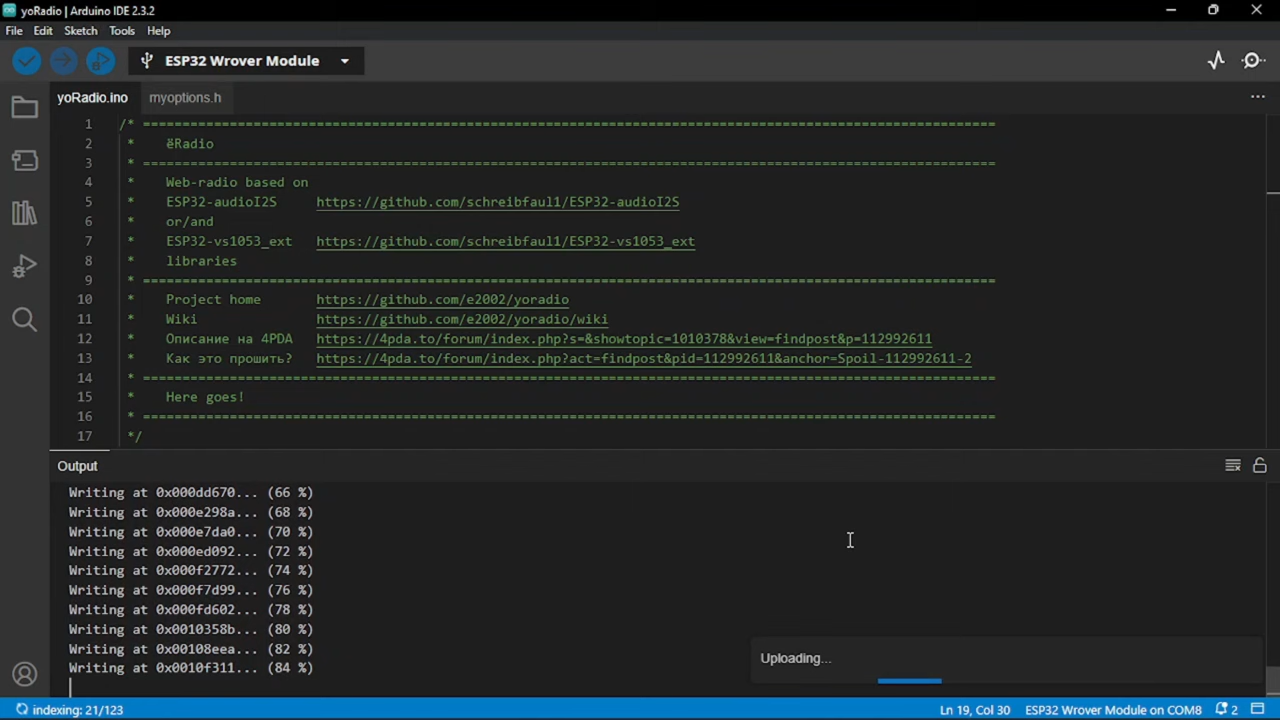 yoRadio | Arduino IDE 2.3.2
File Edit Sketch Tools Help
ESP32 Wrover Module
yoRadio.ino myoptions.h
1 /* =============================================================================================================
2 * ёRadio
3 * =============================================================================================================
4 * Web-radio based on
5 * ESP32-audioI2S https://github.com/schreibfaul1/ESP32-audioI2S
6 * or/and
7 * ESP32-vs1053_ext https://github.com/schreibfaul1/ESP32-vs1053_ext
8 * libraries
9 * =============================================================================================================
10 * Project home https://github.com/e2002/yoradio
11 * Wiki https://github.com/e2002/yoradio/wiki
12 * Описание на 4PDA https://4pda.to/forum/index.php?s=&showtopic=1010378&view=findpost&p=112992611
13 * Как это прошить? https://4pda.to/forum/index.php?act=findpost&pid=112992611&anchor=Spoil-112992611-2
14 * =============================================================================================================
15 * Here goes!
16 * =============================================================================================================
17 */
Output
Writing at 0x000dd670... (66 %)
Writing at 0x000e298a... (68 %)
Writing at 0x000e7da0... (70 %)
Writing at 0x000ed092... (72 %)
Writing at 0x000f2772... (74 %)
Writing at 0x000f7d99... (76 %)
Writing at 0x000fd602... (78 %)
Writing at 0x0010358b... (80 %)
Writing at 0x00108eea... (82 %)
Writing at 0x0010f311... (84 %)
Uploading...
indexing: 21/123 Ln 19, Col 30 ESP32 Wrover Module on COM8 2